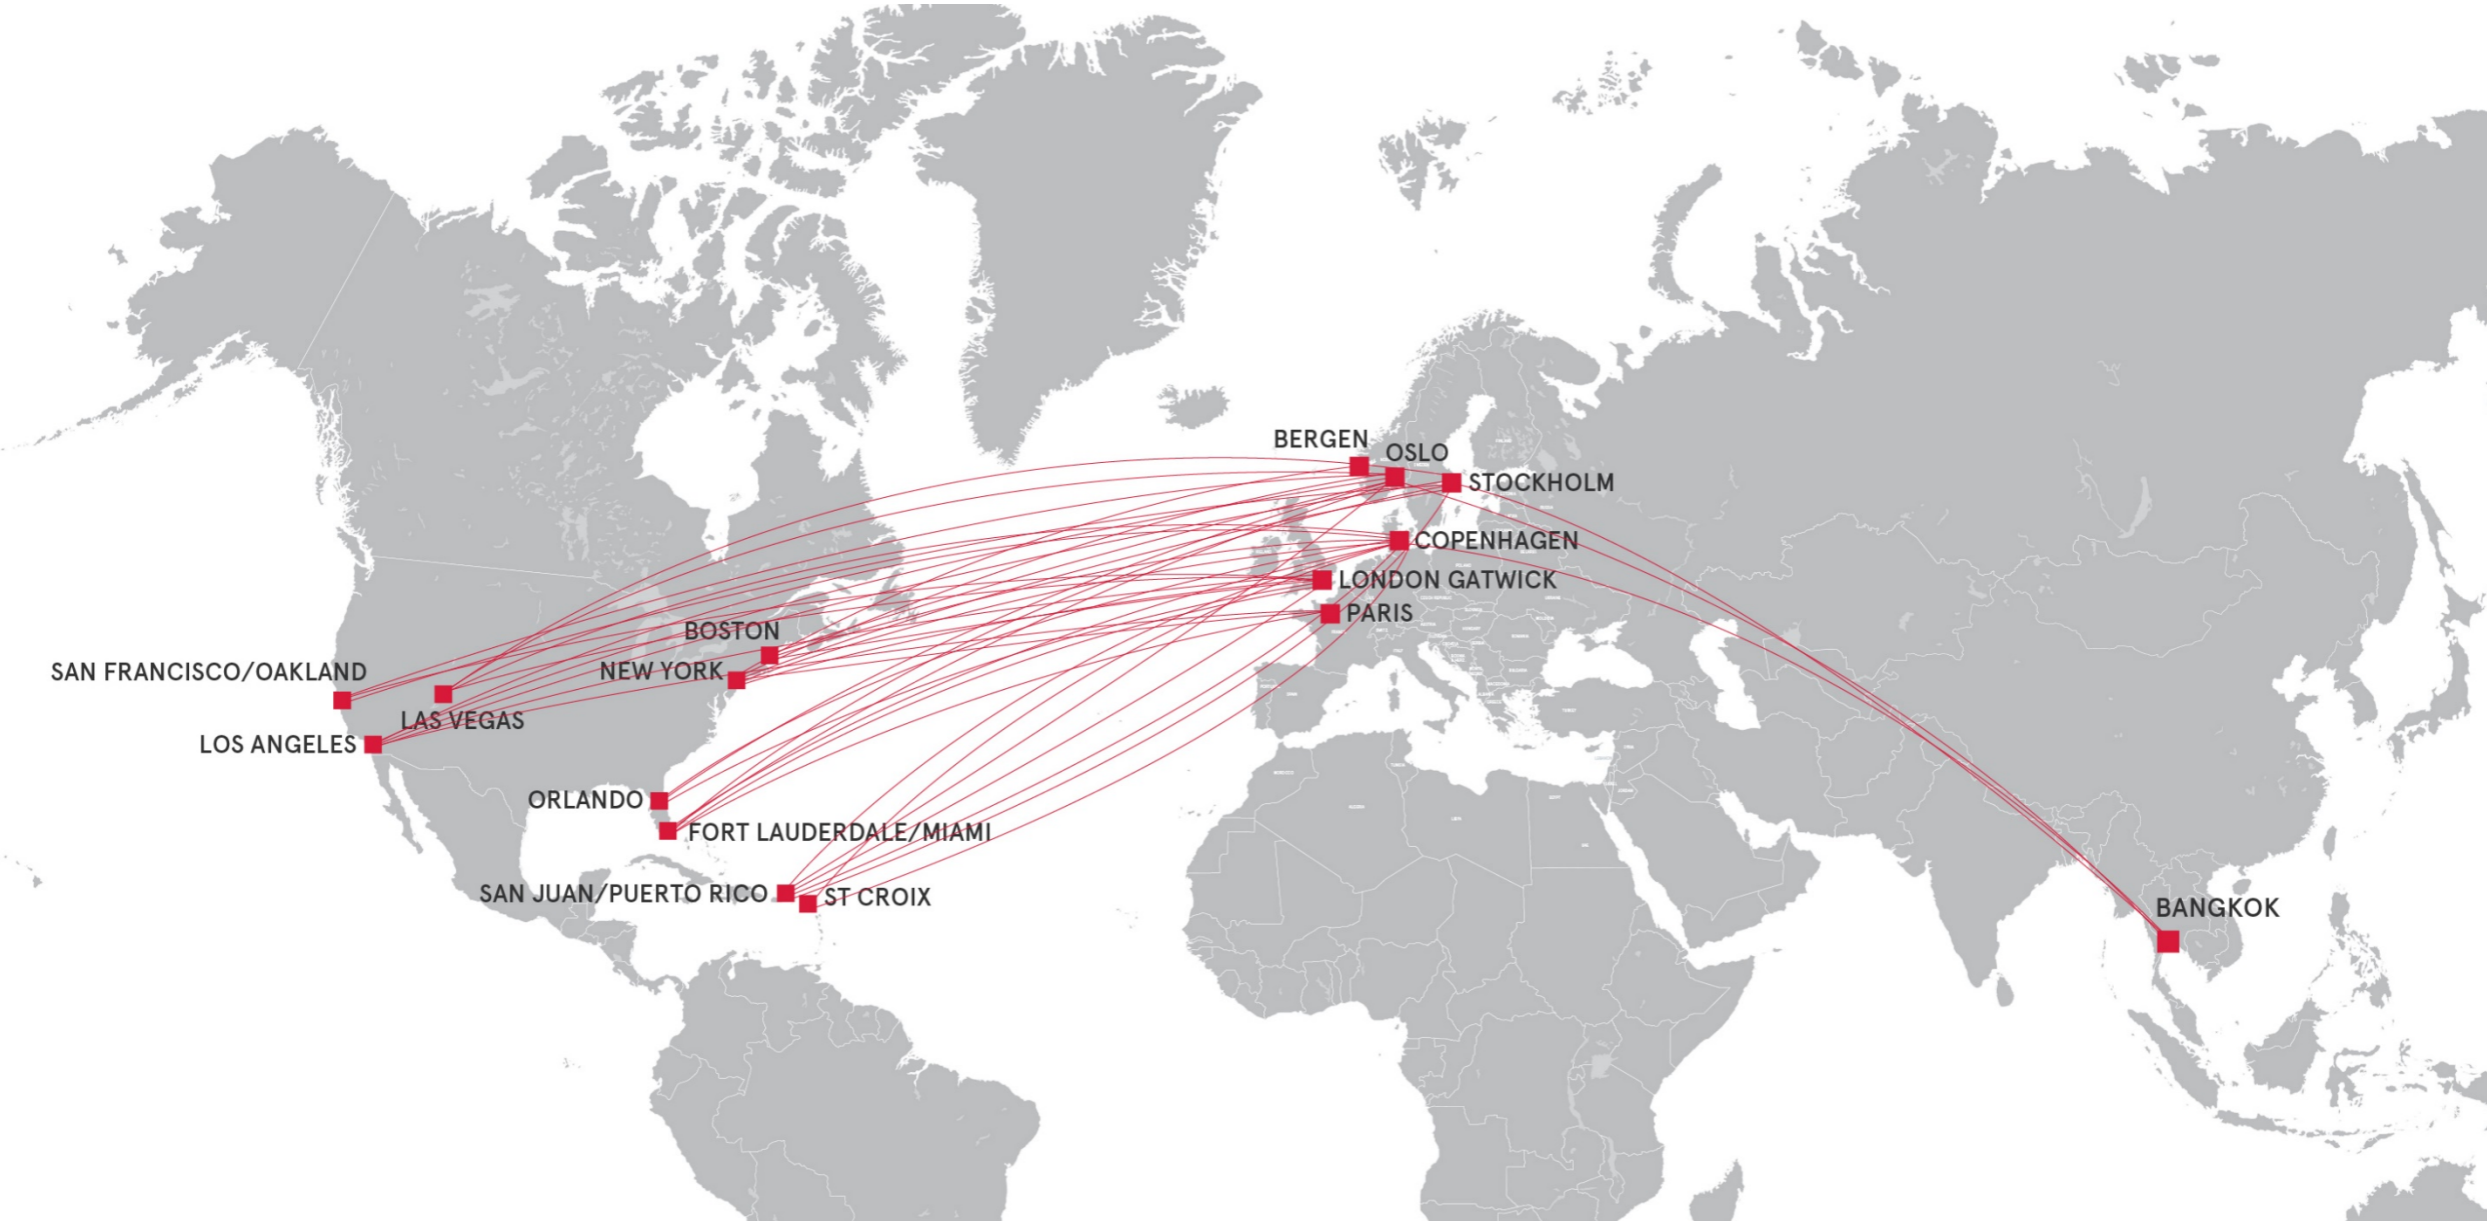 BERGEN
OSLO
STOCKHOLM
COPENHAGEN
LONDON GATWICK
PARIS
BOSTON
NEW YORK
SAN FRANCISCO/OAKLAND
LAS VEGAS
LOS ANGELES
ORLANDO
FORT LAUDERDALE/MIAMI
SAN JUAN/PUERTO RICO
ST CROIX
BANGKOK